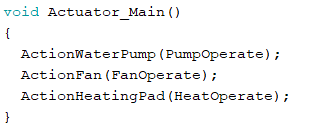 void Actuator_Main()
{
  ActionWaterPump(PumpOperate);
  ActionFan(FanOperate);
  ActionHeatingPad(HeatOperate);
}